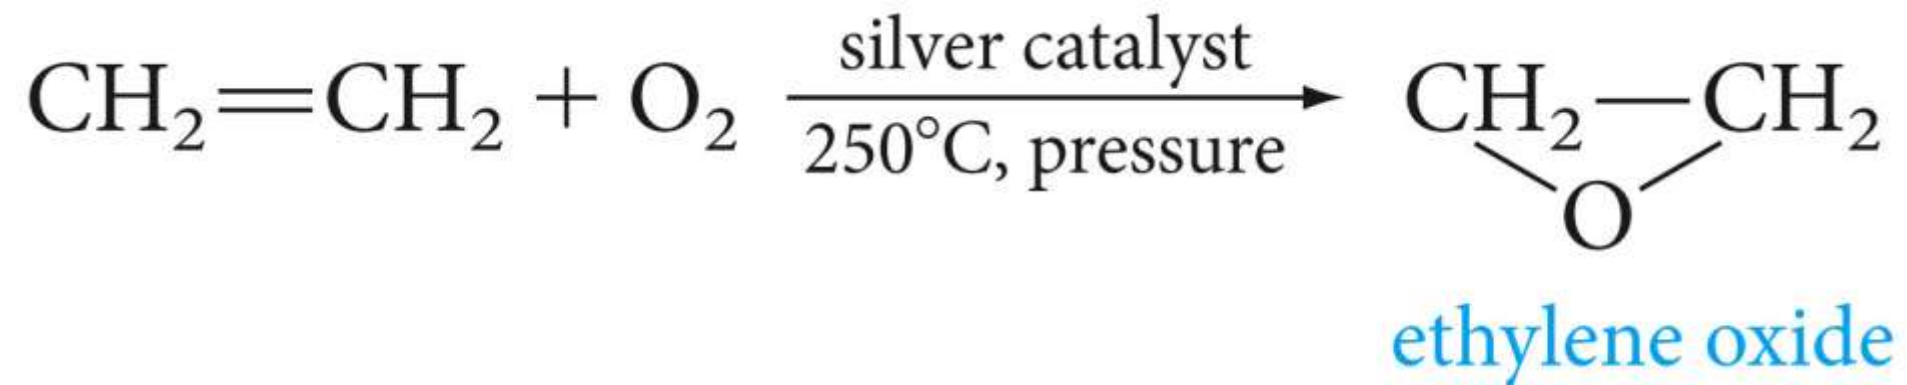 silver catalyst
CH₂=CH₂ + O₂ CH₂—CH₂
250°C, pressure
O
ethylene oxide